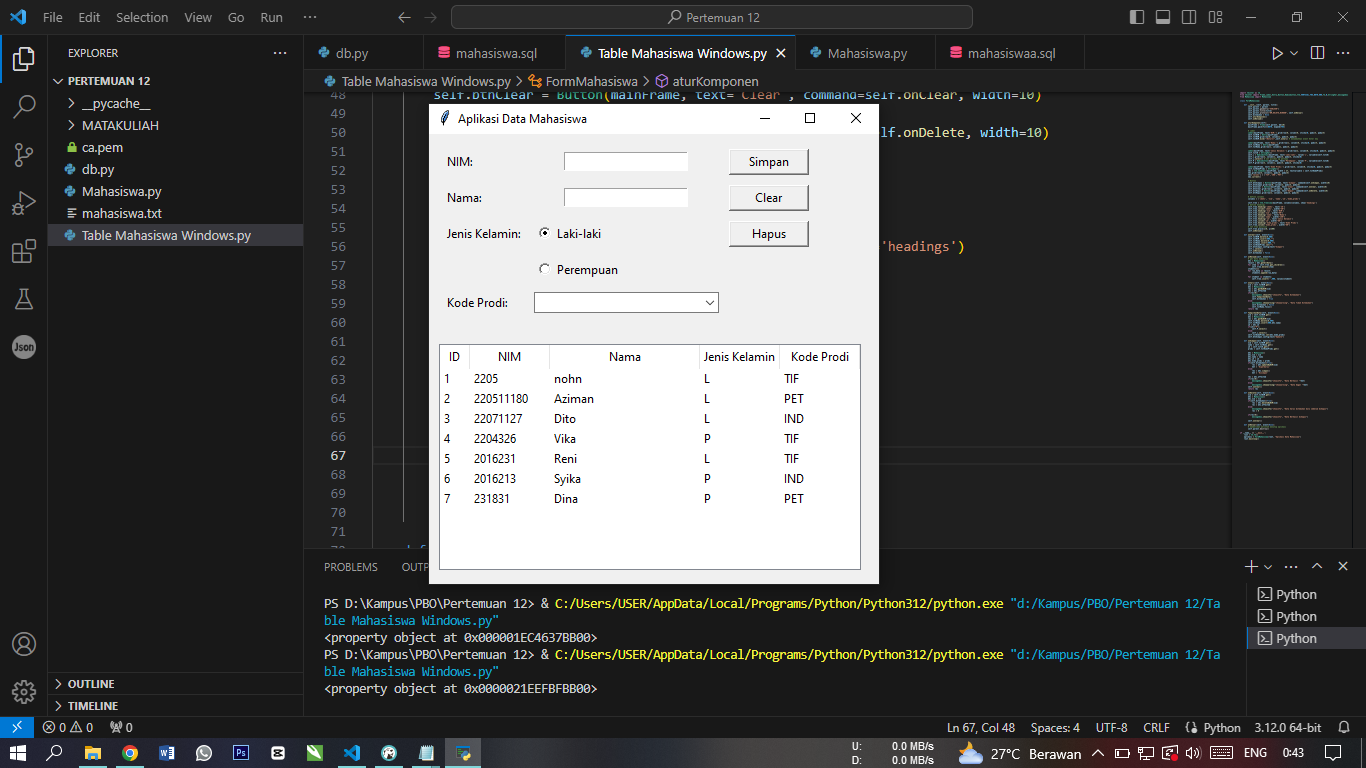 File Edit Selection View Go Run ··· Pertemuan 12
EXPLORER
PERTEMUAN 12
__pycache__
MATAKULIAH
ca.pem
db.py
Mahasiswa.py
mahasiswa.txt
Table Mahasiswa Windows.py
OUTLINE
TIMELINE
Json
db.py mahasiswa.sql Table Mahasiswa Windows.py Mahasiswa.py mahasiswaa.sql
Table Mahasiswa Windows.py > FormMahasiswa > aturKomponen
48 self.btnClear = Button(mainFrame, text='Clear', command=self.onClear, width=10)
49
50 lf.onDelete, width=10)
51
52
53
54
55
56 'headings')
57
58
59
60
61
62
63
64
65
66
67
68
69
70
71
Aplikasi Data Mahasiswa
NIM: Simpan
Nama: Clear
Jenis Kelamin: Laki-laki Hapus
Perempuan
Kode Prodi:
ID NIM Nama Jenis Kelamin Kode Prodi
1 2205 nohn L TIF
2 220511180 Aziman L PET
3 22071127 Dito L IND
4 2204326 Vika P TIF
5 2016231 Reni L TIF
6 2016213 Syika P IND
7 231831 Dina P PET
PROBLEMS OUTP
PS D:\Kampus\PBO\Pertemuan 12> & C:/Users/USER/AppData/Local/Programs/Python/Python312/python.exe "d:/Kampus/PBO/Pertemuan 12/Ta
ble Mahasiswa Windows.py"
<property object at 0x000001EC4637BB00>
PS D:\Kampus\PBO\Pertemuan 12> & C:/Users/USER/AppData/Local/Programs/Python/Python312/python.exe "d:/Kampus/PBO/Pertemuan 12/Ta
ble Mahasiswa Windows.py"
<property object at 0x0000021EEFBFBB00>
Python
Python
Python
0 0 0 Ln 67, Col 48 Spaces: 4 UTF-8 CRLF Python 3.12.0 64-bit
U: 0.0 MB/s
D: 0.0 MB/s
27°C Berawan ENG 0:43